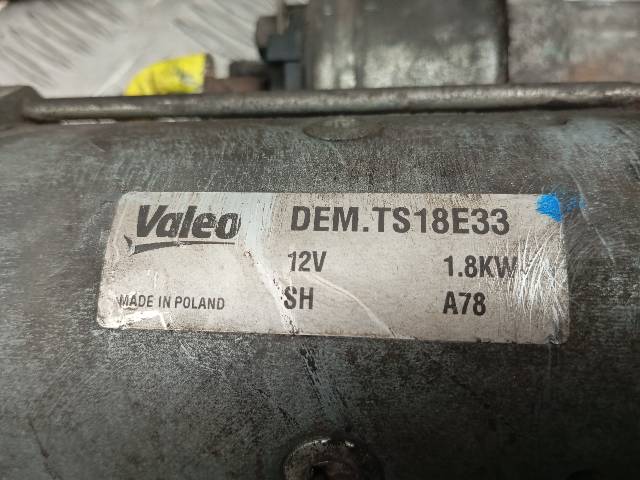 Valeo DEM.TS18E33
12V 1.8KW
MADE IN POLAND SH A78